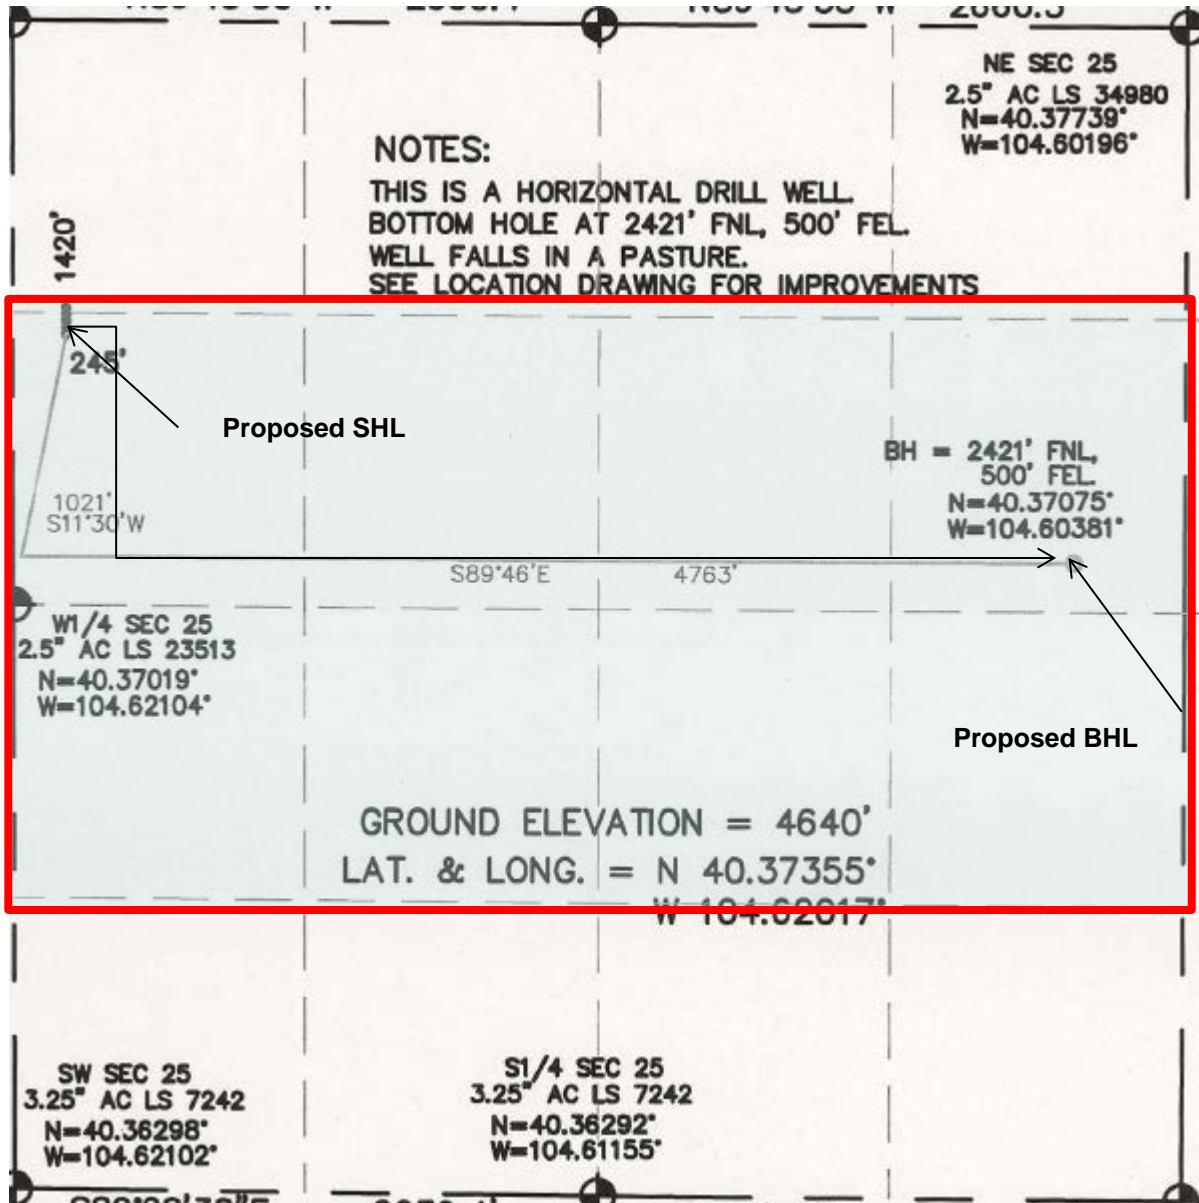 NE SEC 25
2.5" AC LS 34980
N=40.37739°
W=104.60196°
NOTES:
THIS IS A HORIZONTAL DRILL WELL.
BOTTOM HOLE AT 2421' FNL, 500' FEL.
WELL FALLS IN A PASTURE.
SEE LOCATION DRAWING FOR IMPROVEMENTS
1420"
245'
Proposed SHL
BH = 2421' FNL,
500' FEL.
N=40.37075°
W=104.60381°
1021'
S11°30'W
S89°46'E 4763'
W1/4 SEC 25
2.5" AC LS 23513
N=40.37019°
W=104.62104°
Proposed BHL
GROUND ELEVATION = 4640'
LAT. & LONG. = N 40.37355°
W 104.62017°
SW SEC 25
3.25" AC LS 7242
N=40.36298°
W=104.62102°
S1/4 SEC 25
3.25" AC LS 7242
N=40.36292°
W=104.61155°